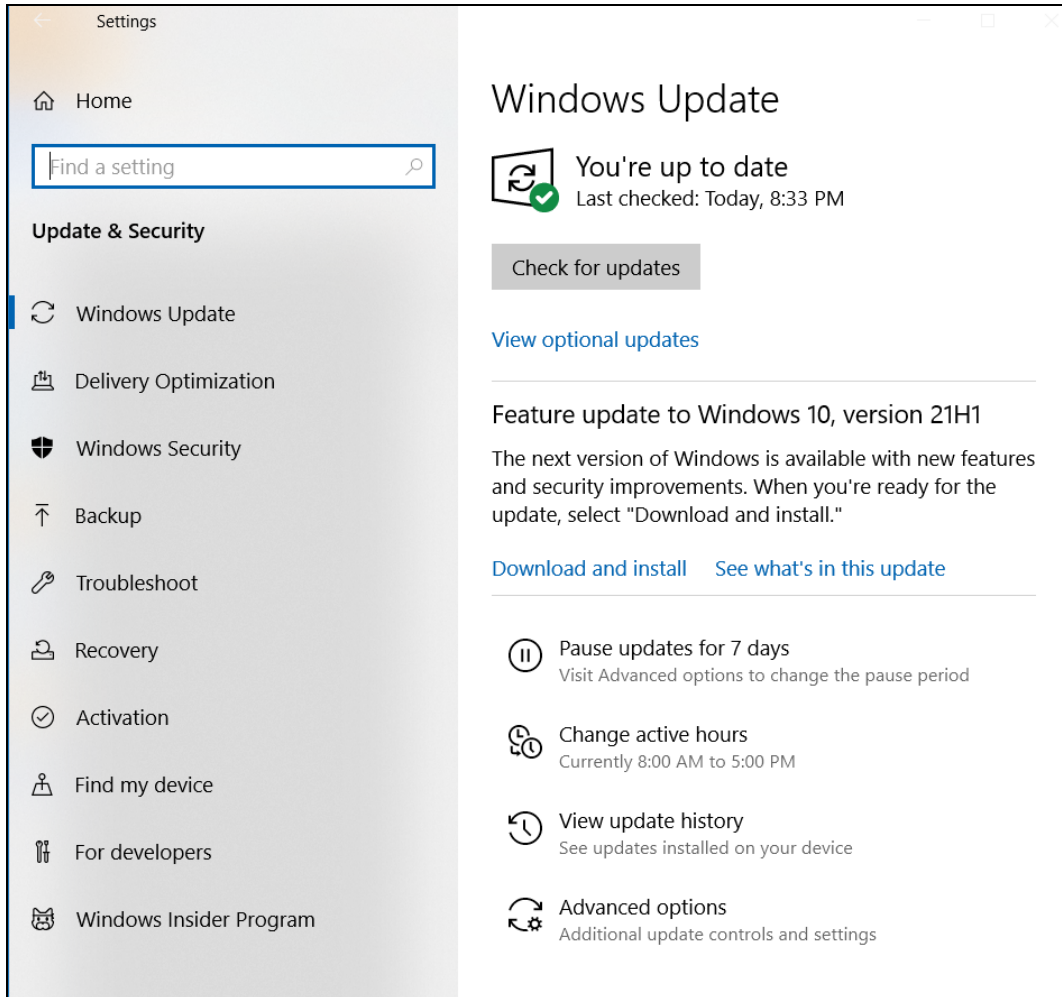 Settings
Home
Find a setting
Update & Security
Windows Update
Delivery Optimization
Windows Security
Backup
Troubleshoot
Recovery
Activation
Find my device
For developers
Windows Insider Program
Windows Update
You're up to date
Last checked: Today, 8:33 PM
Check for updates
View optional updates
Feature update to Windows 10, version 21H1
The next version of Windows is available with new features
and security improvements. When you're ready for the
update, select "Download and install."
Download and install See what's in this update
Pause updates for 7 days
Visit Advanced options to change the pause period
Change active hours
Currently 8:00 AM to 5:00 PM
View update history
See updates installed on your device
Advanced options
Additional update controls and settings